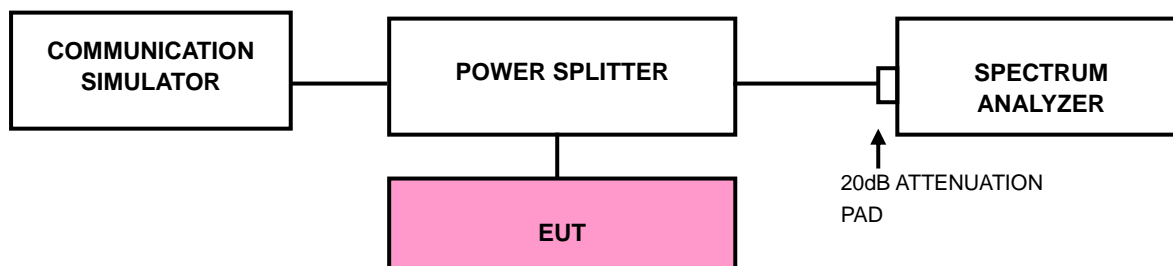 COMMUNICATION
SIMULATOR
POWER SPLITTER
SPECTRUM
ANALYZER
20dB ATTENUATION
PAD
EUT